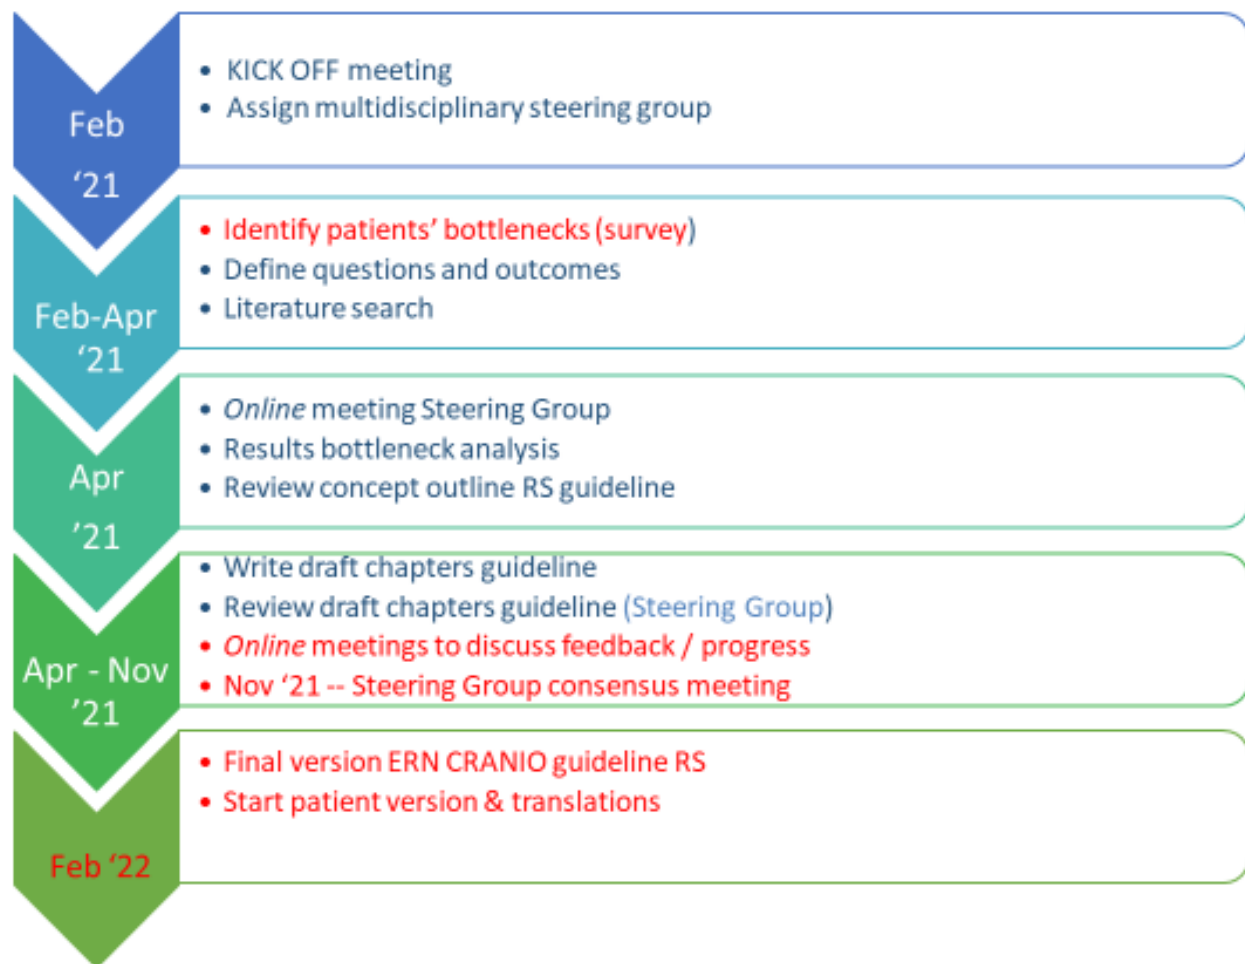 Feb
‘21
• KICK OFF meeting
• Assign multidisciplinary steering group
Feb-Apr
‘21
• Identify patients’ bottlenecks (survey)
• Define questions and outcomes
• Literature search
Apr
’21
• Online meeting Steering Group
• Results bottleneck analysis
• Review concept outline RS guideline
Apr - Nov
’21
• Write draft chapters guideline
• Review draft chapters guideline (Steering Group)
• Online meetings to discuss feedback / progress
• Nov ‘21 -- Steering Group consensus meeting
Feb ‘22
• Final version ERN CRANIO guideline RS
• Start patient version & translations